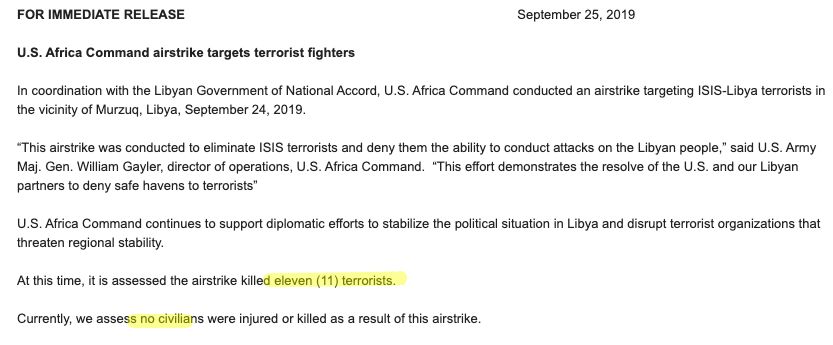 FOR IMMEDIATE RELEASE September 25, 2019
U.S. Africa Command airstrike targets terrorist fighters
In coordination with the Libyan Government of National Accord, U.S. Africa Command conducted an airstrike targeting ISIS-Libya terrorists in
the vicinity of Murzuq, Libya, September 24, 2019.
“This airstrike was conducted to eliminate ISIS terrorists and deny them the ability to conduct attacks on the Libyan people,” said U.S. Army
Maj. Gen. William Gayler, director of operations, U.S. Africa Command.  “This effort demonstrates the resolve of the U.S. and our Libyan
partners to deny safe havens to terrorists”
U.S. Africa Command continues to support diplomatic efforts to stabilize the political situation in Libya and disrupt terrorist organizations that
threaten regional stability.
At this time, it is assessed the airstrike killed eleven (11) terrorists.
Currently, we assess no civilians were injured or killed as a result of this airstrike.